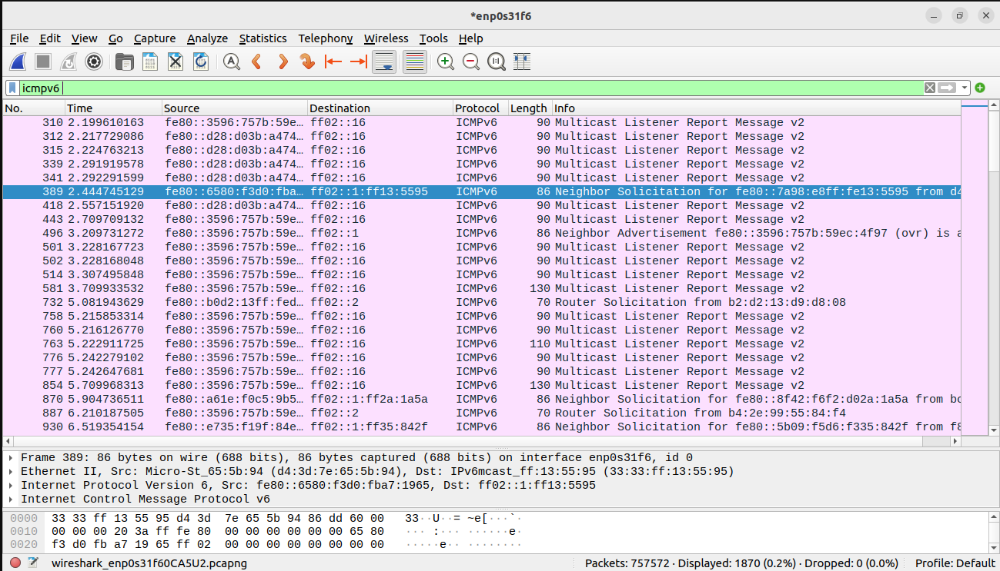 *enp0s31f6
File Edit View Go Capture Analyze Statistics Telephony Wireless Tools Help
icmpv6
No. Time Source Destination Protocol Length Info
310 2.199610163 fe80::3596:757b:59e… ff02::16 ICMPv6 90 Multicast Listener Report Message v2
312 2.217729086 fe80::d28:d03b:a474… ff02::16 ICMPv6 90 Multicast Listener Report Message v2
315 2.224763213 fe80::d28:d03b:a474… ff02::16 ICMPv6 90 Multicast Listener Report Message v2
339 2.291919578 fe80::d28:d03b:a474… ff02::16 ICMPv6 90 Multicast Listener Report Message v2
341 2.292291599 fe80::d28:d03b:a474… ff02::16 ICMPv6 90 Multicast Listener Report Message v2
389 2.444745129 fe80::6580:f3d0:fba… ff02::1:ff13:5595 ICMPv6 86 Neighbor Solicitation for fe80::7a98:e8ff:fe13:5595 from d4
418 2.557151920 fe80::d28:d03b:a474… ff02::16 ICMPv6 90 Multicast Listener Report Message v2
443 2.709709132 fe80::3596:757b:59e… ff02::16 ICMPv6 90 Multicast Listener Report Message v2
496 3.209731272 fe80::3596:757b:59e… ff02::1 ICMPv6 86 Neighbor Advertisement fe80::3596:757b:59ec:4f97 (ovr) is a
501 3.228167723 fe80::3596:757b:59e… ff02::16 ICMPv6 90 Multicast Listener Report Message v2
502 3.228168048 fe80::3596:757b:59e… ff02::16 ICMPv6 90 Multicast Listener Report Message v2
514 3.307495848 fe80::3596:757b:59e… ff02::16 ICMPv6 90 Multicast Listener Report Message v2
581 3.709933532 fe80::3596:757b:59e… ff02::16 ICMPv6 130 Multicast Listener Report Message v2
732 5.081943629 fe80::b0d2:13ff:fed… ff02::2 ICMPv6 70 Router Solicitation from b2:d2:13:d9:d8:08
758 5.215853314 fe80::3596:757b:59e… ff02::16 ICMPv6 90 Multicast Listener Report Message v2
760 5.216126770 fe80::3596:757b:59e… ff02::16 ICMPv6 90 Multicast Listener Report Message v2
763 5.222911725 fe80::3596:757b:59e… ff02::16 ICMPv6 110 Multicast Listener Report Message v2
776 5.242279102 fe80::3596:757b:59e… ff02::16 ICMPv6 90 Multicast Listener Report Message v2
777 5.242647681 fe80::3596:757b:59e… ff02::16 ICMPv6 90 Multicast Listener Report Message v2
854 5.709968313 fe80::3596:757b:59e… ff02::16 ICMPv6 130 Multicast Listener Report Message v2
870 5.904736511 fe80::a61e:f0c5:9b5… ff02::1:ff2a:1a5a ICMPv6 86 Neighbor Solicitation for fe80::8f42:f6f2:d02a:1a5a from bc
887 6.210187505 fe80::3596:757b:59e… ff02::2 ICMPv6 70 Router Solicitation from b4:2e:99:55:84:f4
930 6.519354154 fe80::e735:f19f:84e… ff02::1:ff35:842f ICMPv6 86 Neighbor Solicitation for fe80::5b09:f5d6:f335:842f from f8
Frame 389: 86 bytes on wire (688 bits), 86 bytes captured (688 bits) on interface enp0s31f6, id 0
Ethernet II, Src: Micro-St_65:5b:94 (d4:3d:7e:65:5b:94), Dst: IPv6mcast_ff:13:55:95 (33:33:ff:13:55:95)
Internet Protocol Version 6, Src: fe80::6580:f3d0:fba7:1965, Dst: ff02::1:ff13:5595
Internet Control Message Protocol v6
0000 33 33 ff 13 55 95 d4 3d 7e 65 5b 94 86 dd 60 00 33··U··= ~e[···`·
0010 00 00 00 20 3a ff fe 80 00 00 00 00 00 00 65 80 ··· :··· ······e·
0020 f3 d0 fb a7 19 65 ff 02 00 00 00 00 00 00 00 00 ·····e·· ········
wireshark_enp0s31f60CA5U2.pcapng Packets: 757572 · Displayed: 1870 (0.2%) · Dropped: 0 (0.0%) Profile: Default